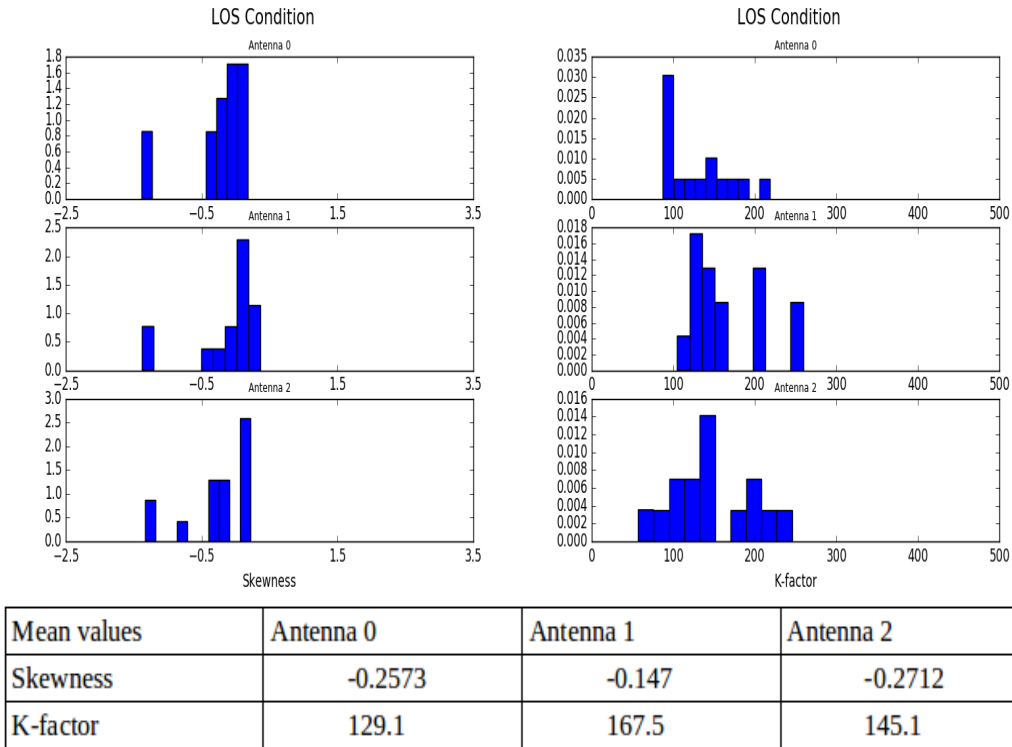 LOS Condition
Antenna 0
1.8
1.6
1.4
1.2
1.0
0.8
0.6
0.4
0.2
0.0
−2.5 −0.5 1.5 3.5
Antenna 1
2.5
2.0
1.5
1.0
0.5
0.0
−2.5 −0.5 1.5 3.5
Antenna 2
3.0
2.5
2.0
1.5
1.0
0.5
0.0
−2.5 −0.5 1.5 3.5
Skewness
LOS Condition
Antenna 0
0.035
0.030
0.025
0.020
0.015
0.010
0.005
0.000
0 100 200 300 400 500
Antenna 1
0.018
0.016
0.014
0.012
0.010
0.008
0.006
0.004
0.002
0.000
0 100 200 300 400 500
Antenna 2
0.016
0.014
0.012
0.010
0.008
0.006
0.004
0.002
0.000
0 100 200 300 400 500
K-factor
Mean values Antenna 0 Antenna 1 Antenna 2
Skewness -0.2573 -0.147 -0.2712
K-factor 129.1 167.5 145.1